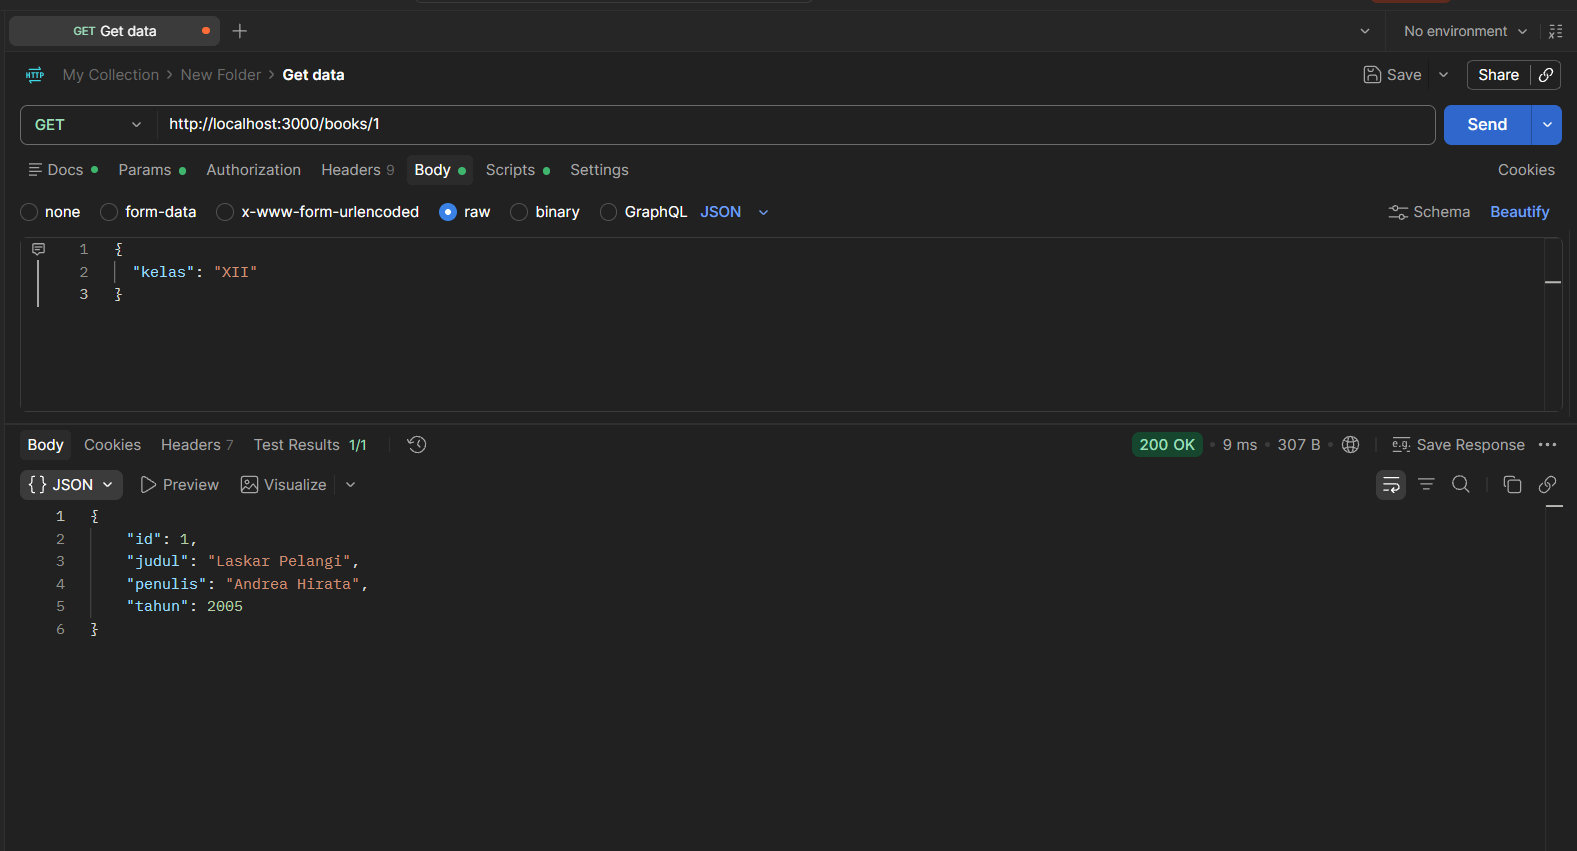 GET Get data
No environment
HTTP My Collection > New Folder > Get data Save Share
GET http://localhost:3000/books/1 Send
Docs Params Authorization Headers 9 Body Scripts Settings Cookies
none form-data x-www-form-urlencoded raw binary GraphQL JSON Schema Beautify
1 {
2 "kelas": "XII"
3 }
Body Cookies Headers 7 Test Results 1/1 200 OK • 9 ms • 307 B • e.g. Save Response
{} JSON Preview Visualize
1 {
2 "id": 1,
3 "judul": "Laskar Pelangi",
4 "penulis": "Andrea Hirata",
5 "tahun": 2005
6 }